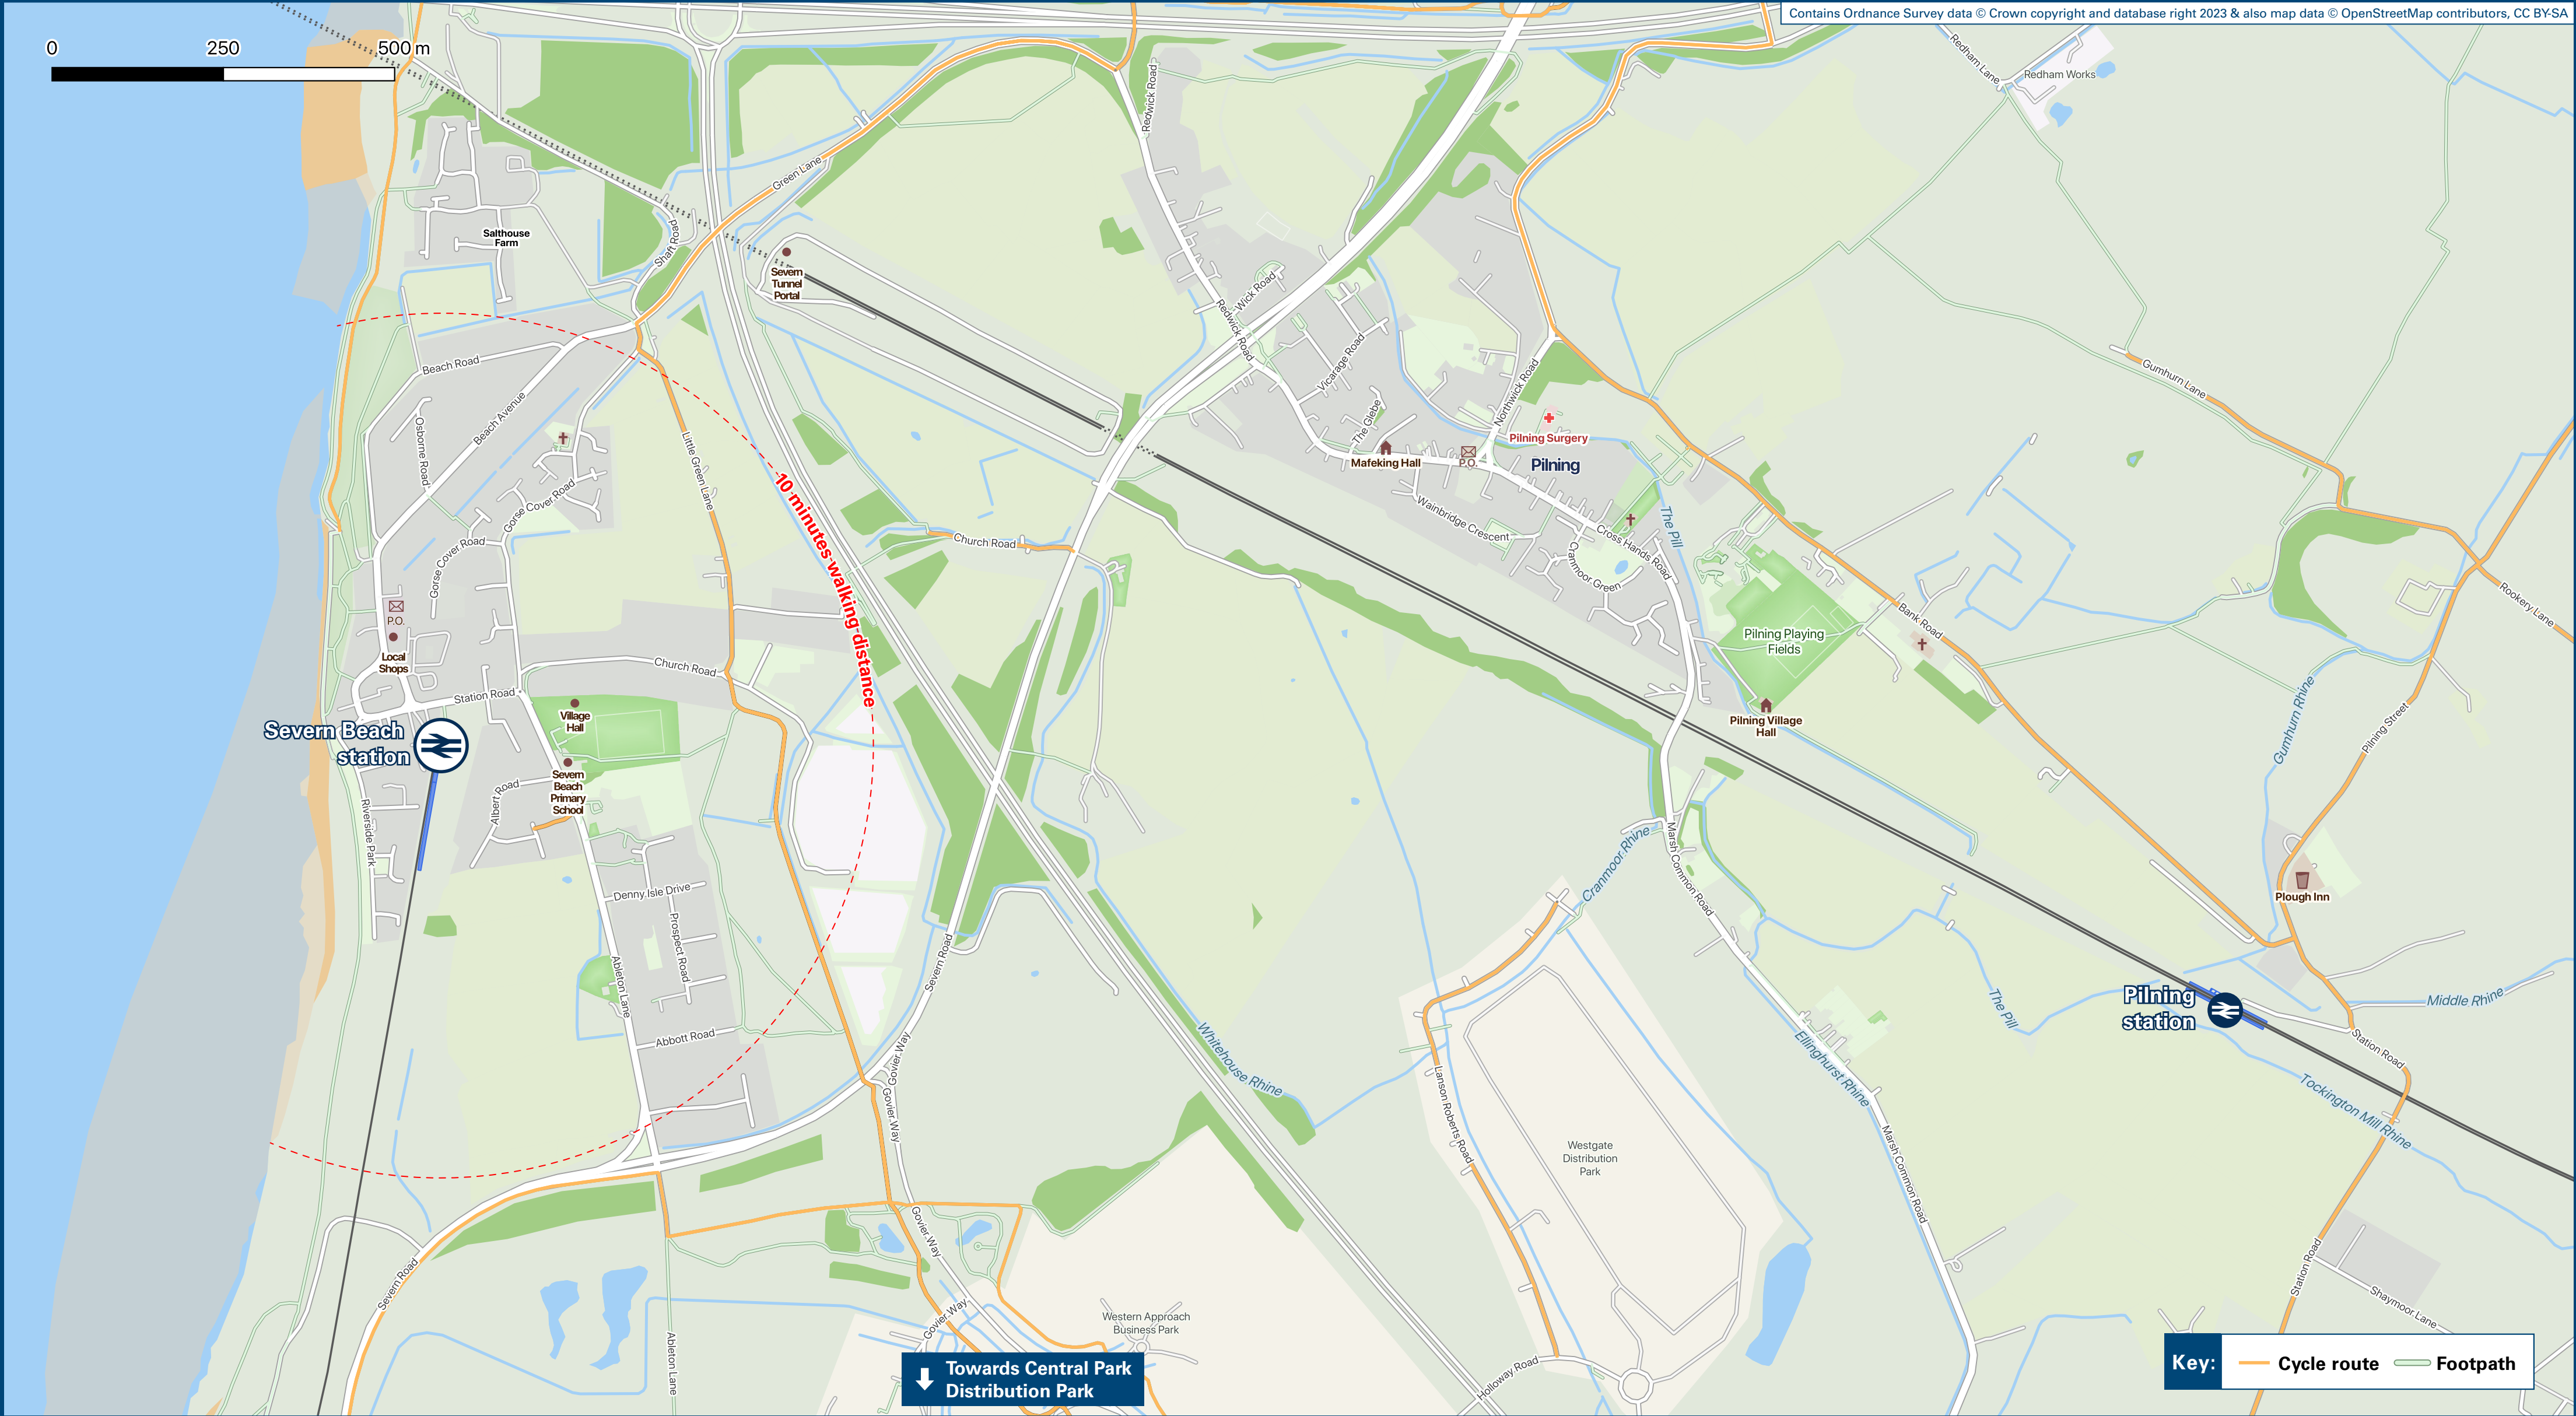 Contains Ordnance Survey data © Crown copyright and database right 2023 & also map data © OpenStreetMap contributors, CC BY-SA
0
250
500 m
Redham Lane
Redham Works
Redwick Road
Green Lane
Salthouse
Farm
Shaft Road
Severn
Tunnel
Portal
Wick Road
Redwick Road
Vicarage Road
Northwick Road
The Glebe
Pilning Surgery
Mafeking Hall
P.O.
Pilning
Gumhurn Lane
Beach Road
Beach Avenue
Osborne Road
Little Green Lane
10 minutes walking distance
Gorse Cover Road
Gorse Cover Road
Church Road
Wainbridge Crescent
Cross Hands Road
Cranmoor Green
The Pill
Bank Road
Rookery Lane
P.O.
Local
Shops
Pilning Playing
Fields
Church Road
Station Road
Severn Beach
station
Village
Hall
Severn
Beach
Primary
School
Albert Road
Riverside Park
Pilning Village
Hall
Gumhurn Rhine
Pilning Street
Marsh Common Road
Cranmoor Rhine
Plough Inn
Denny Isle Drive
Prospect Road
Ableton Lane
Severn Road
Abbott Road
Govier Way
Govier Way
Whitehouse Rhine
Lanson Roberts Road
Westgate
Distribution
Park
Ellinghurst Rhine
The Pill
Pilning
station
Middle Rhine
Station Road
Tockington Mill Rhine
Marsh Common Road
Severn Road
Govier Way
Govier Way
Ableton Lane
Western Approach
Business Park
Holloway Road
Station Road
Shaymoor Lane
Towards Central Park
Distribution Park
Key:
Cycle route
Footpath